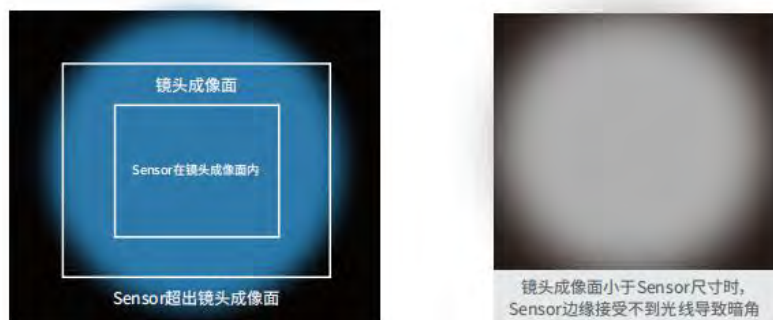 镜头成像面
Sensor在镜头成像面内
Sensor超出镜头成像面
镜头成像面小于Sensor尺寸时,
Sensor边缘接受不到光线导致暗角